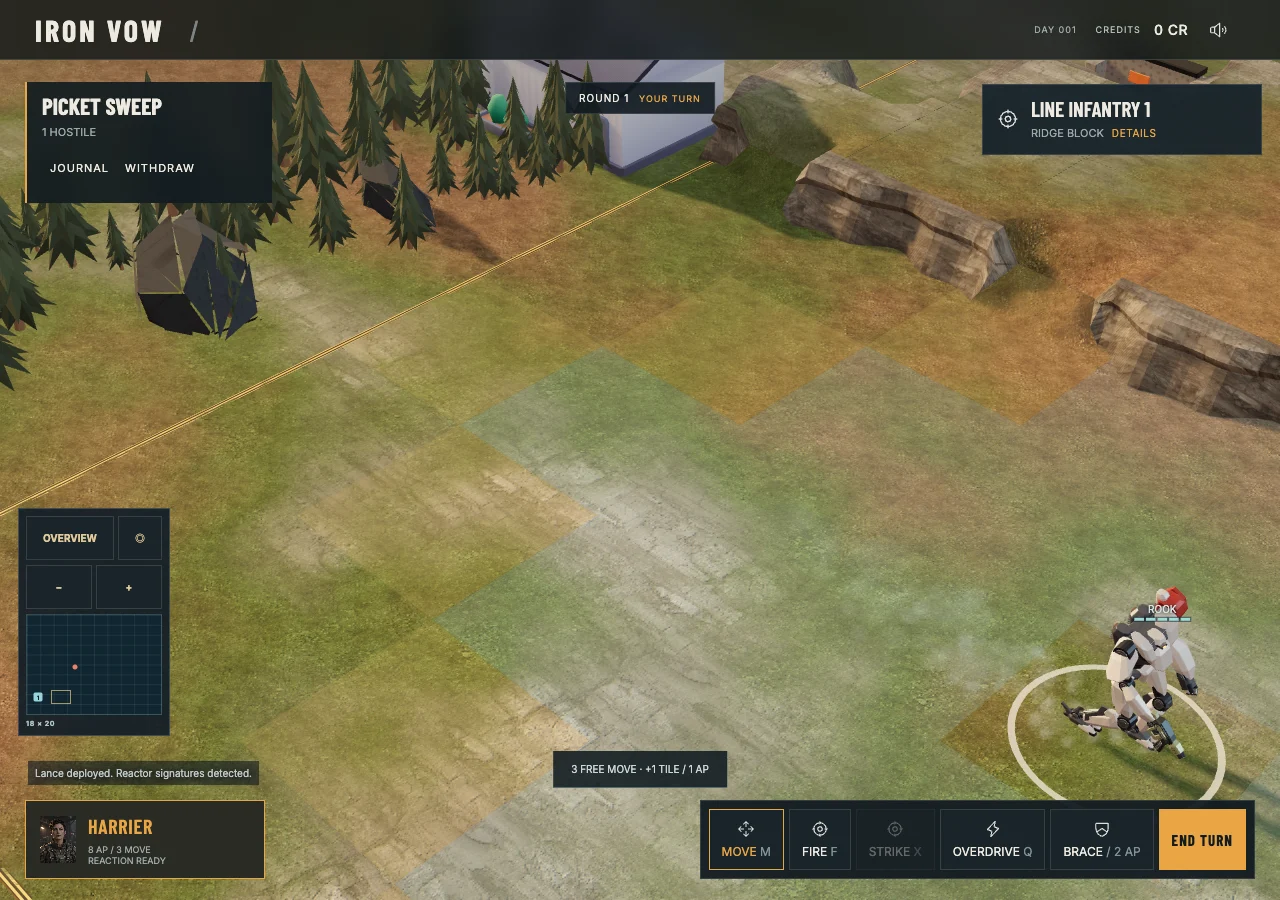 IRON VOW /
DAY 001 CREDITS 0 CR
PICKET SWEEP
1 HOSTILE
JOURNAL WITHDRAW
ROUND 1 YOUR TURN
LINE INFANTRY 1
RIDGE BLOCK DETAILS
OVERVIEW
− +
1
18 × 20
ROOK
Lance deployed. Reactor signatures detected.
3 FREE MOVE · +1 TILE / 1 AP
HARRIER
8 AP / 3 MOVE
REACTION READY
MOVE M
FIRE F
STRIKE X
OVERDRIVE Q
BRACE / 2 AP
END TURN